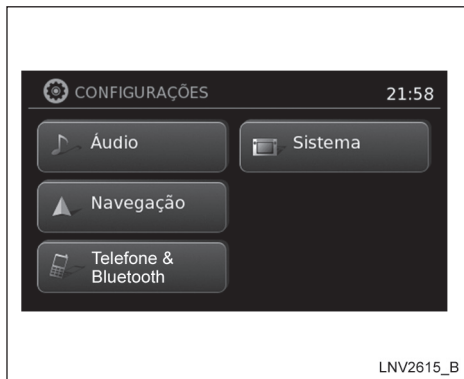 CONFIGURAÇÕES 21:58
Áudio
Sistema
Navegação
Telefone &
Bluetooth
LNV2615_B